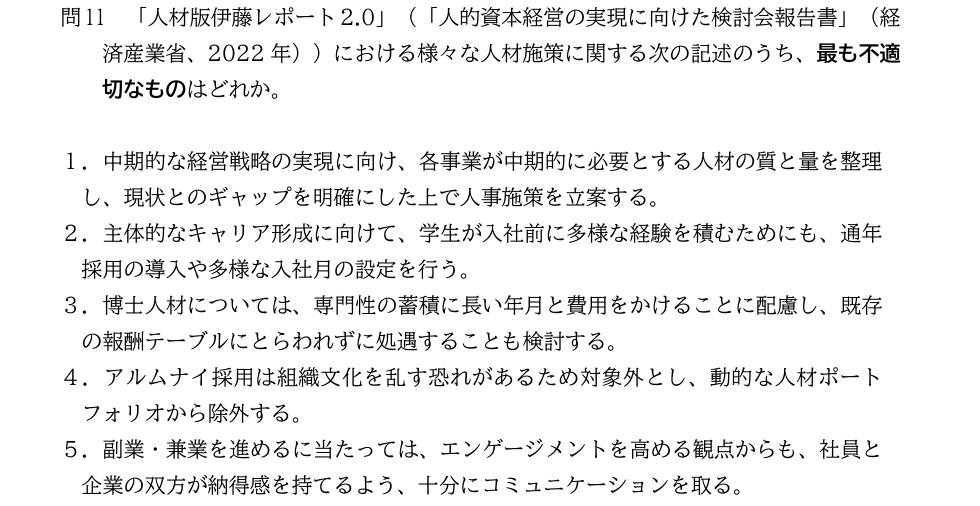 問11 「人材版伊藤レポート2.0」（「人的資本経営の実現に向けた検討会報告書」（経
済産業省、2022 年））における様々な人材施策に関する次の記述のうち、最も不適
切なものはどれか。
１．中期的な経営戦略の実現に向け、各事業が中期的に必要とする人材の質と量を整理
し、現状とのギャップを明確にした上で人事施策を立案する。
２．主体的なキャリア形成に向けて、学生が入社前に多様な経験を積むためにも、通年
採用の導入や多様な入社月の設定を行う。
３．博士人材については、専門性の蓄積に長い年月と費用をかけることに配慮し、既存
の報酬テーブルにとらわれずに処遇することも検討する。
４．アルムナイ採用は組織文化を乱す恐れがあるため対象外とし、動的な人材ポート
フォリオから除外する。
５．副業・兼業を進めるに当たっては、エンゲージメントを高める観点からも、社員と
企業の双方が納得感を持てるよう、十分にコミュニケーションを取る。